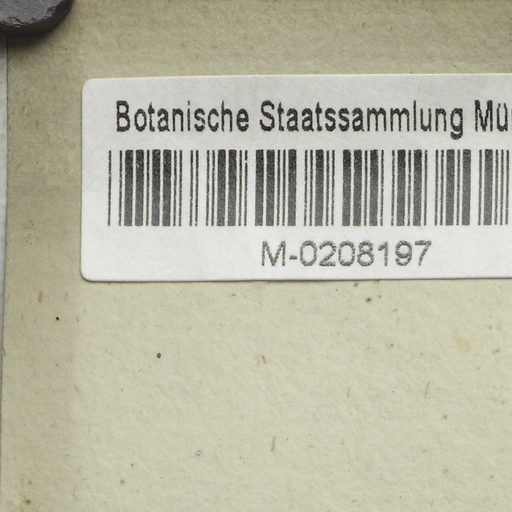 Botanische Staatssammlung Mü
M-0208197